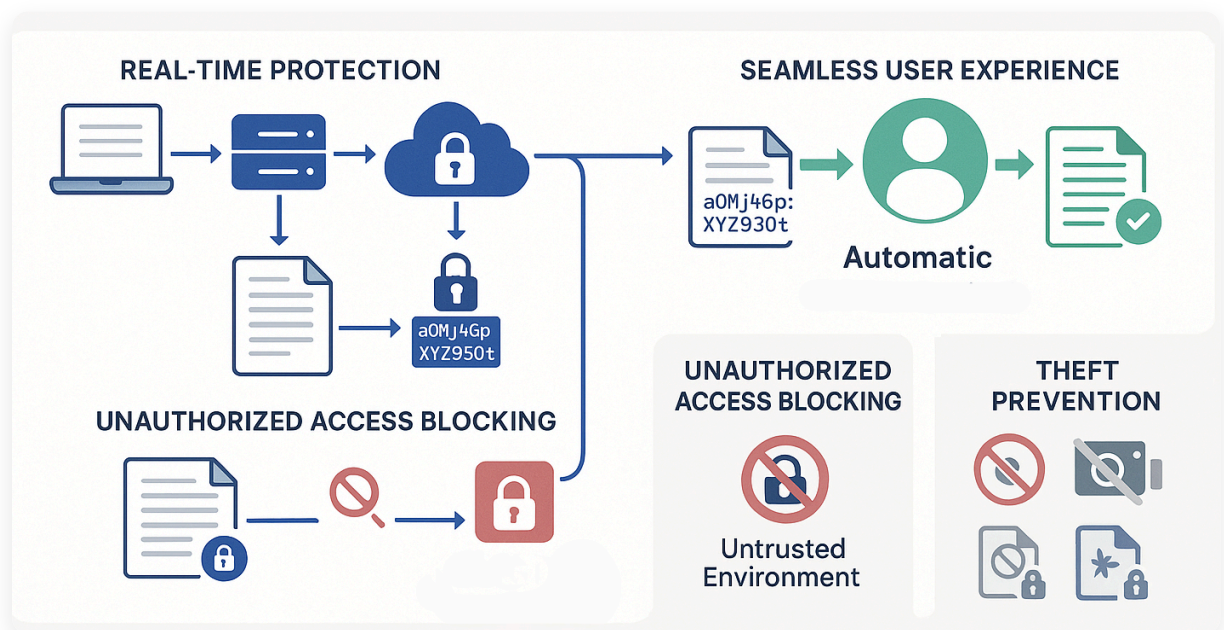 REAL-TIME PROTECTION
SEAMLESS USER EXPERIENCE
aOMj46p:
XYZ930t
Automatic
aOMj4Gp
XYZ950t
UNAUTHORIZED ACCESS BLOCKING
UNAUTHORIZED
ACCESS BLOCKING
Untrusted
Environment
THEFT
PREVENTION